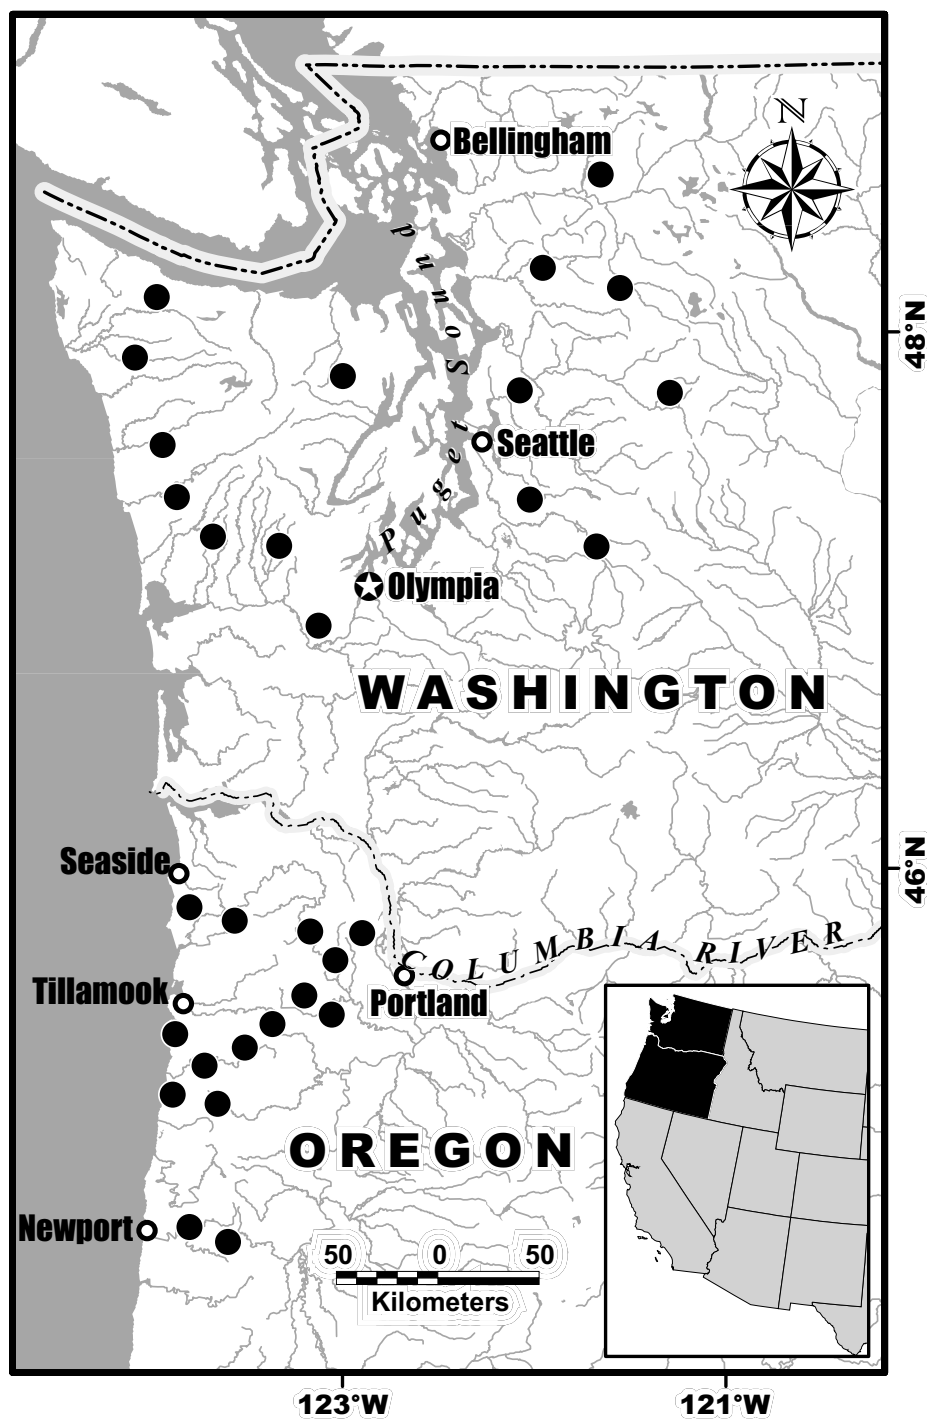 N
Bellingham
Puget Sound
48°N
Seattle
Olympia
WASHINGTON
Seaside
46°N
COLUMBIA RIVER
Tillamook
Portland
OREGON
Newport
50 0 50
Kilometers
123°W 121°W